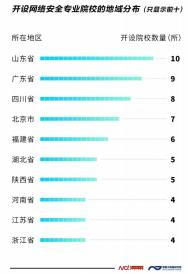 开设网络安全专业院校的地域分布（只显示前十）
所在地区 开设院校数量(所)
山东省 10
广东省 9
四川省 8
北京市 7
福建省 6
湖北省 5
陕西省 5
河南省 4
江苏省 4
浙江省 4